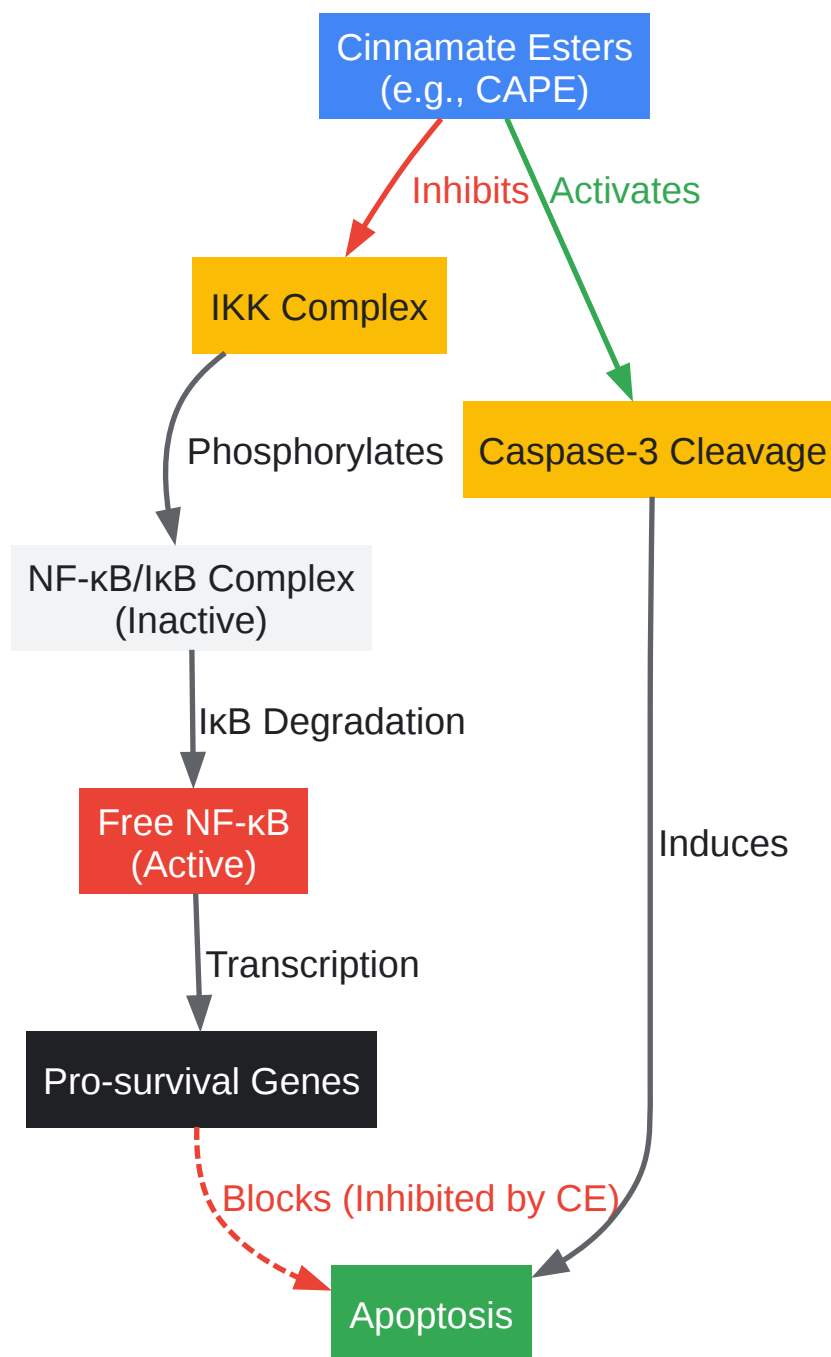 Cinnamate Esters
(e.g., CAPE)
Inhibits
Activates
IKK Complex
Phosphorylates
Caspase-3 Cleavage
NF-κB/IκB Complex
(Inactive)
IκB Degradation
Free NF-κB
(Active)
Induces
Transcription
Pro-survival Genes
Blocks (Inhibited by CE)
Apoptosis